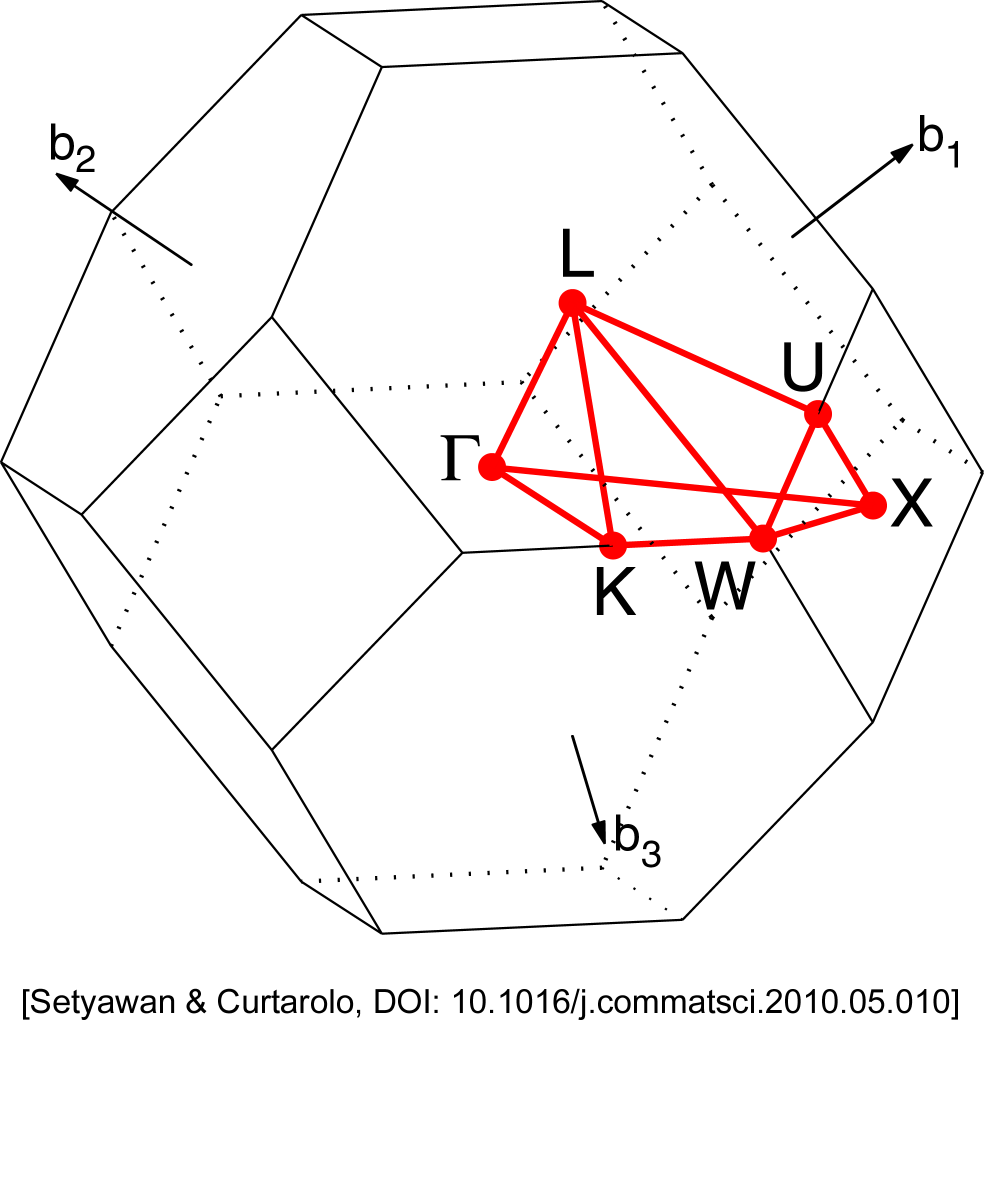 b2
b1
L
U
Γ
X
K
W
b3
[Setyawan & Curtarolo, DOI: 10.1016/j.commatsci.2010.05.010]